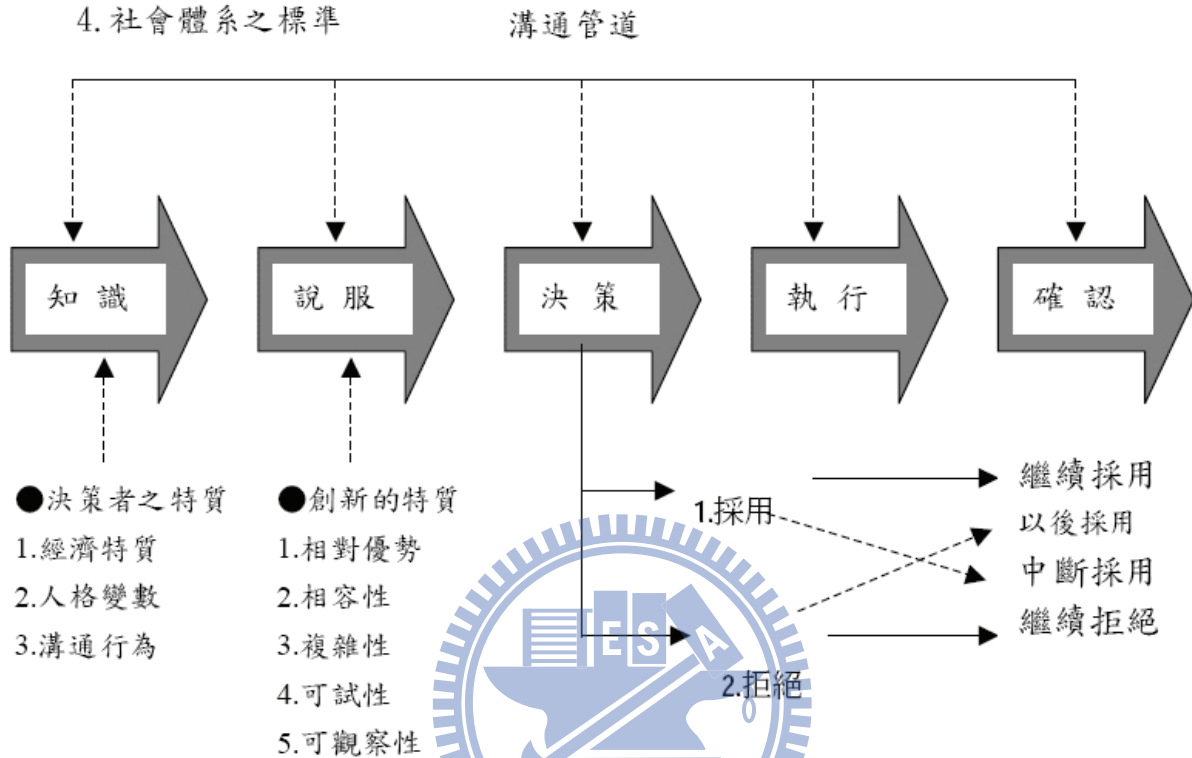 4.社會體系之標準
溝通管道
知 識
說 服
決 策
執 行
確 認
●決策者之特質
1.經濟特質
2.人格變數
3.溝通行為
●創新的特質
1.相對優勢
2.相容性
3.複雜性
4.可試性
5.可觀察性
1.採用
2.拒絕
繼續採用
以後採用
中斷採用
繼續拒絕
E S A